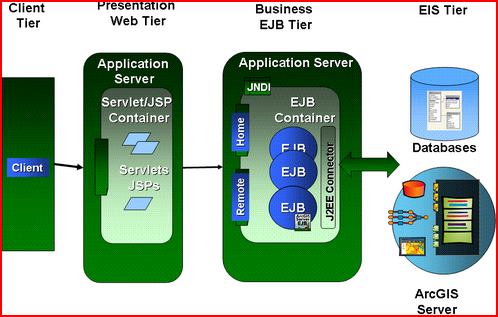 Client
Tier
Presentation
Web Tier
Business
EJB Tier
EIS Tier
Application
Server
Application Server
JNDI
Servlet/JSP
Container
EJB
Container
Home
Client
Servlets
JSPs
EJB
EJB
EJB
Remote
J2EE Connector
Databases
ArcGIS
Server